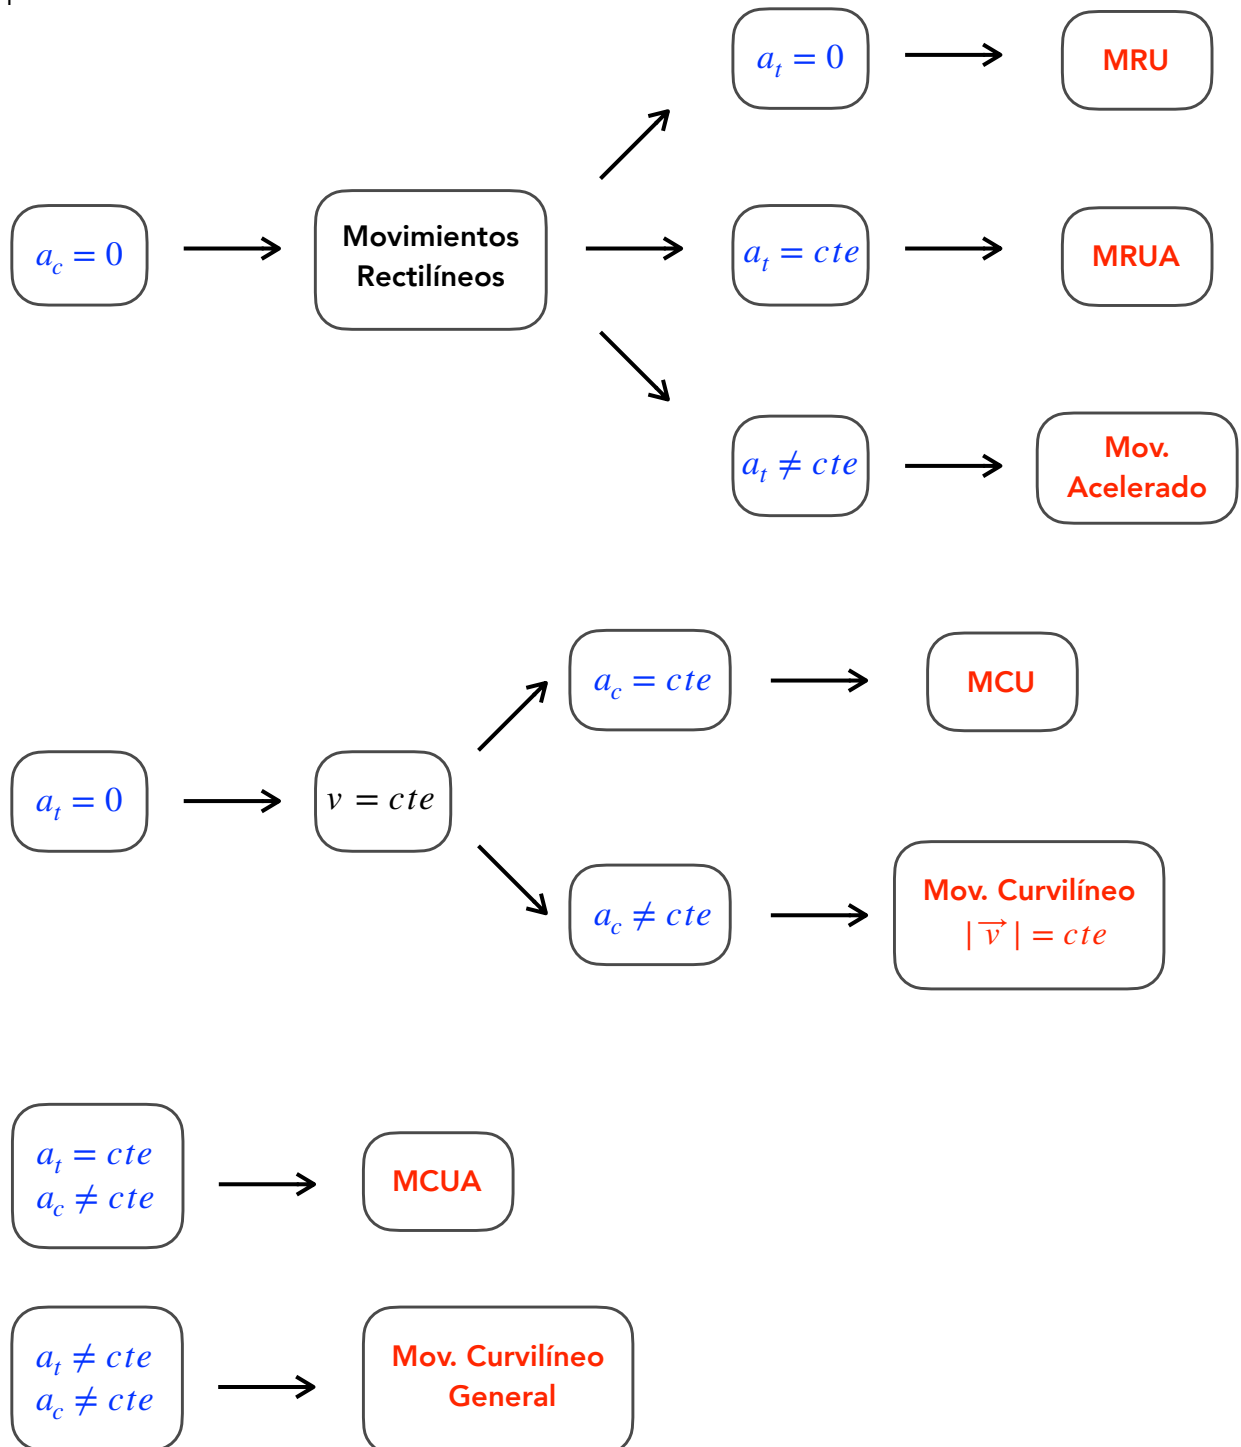 a_t = 0
MRU
a_c = 0
Movimientos
Rectilíneos
a_t = cte
MRUA
a_t ≠ cte
Mov.
Acelerado
a_t = 0
v = cte
a_c = cte
MCU
a_c ≠ cte
Mov. Curvilíneo
|v⃗| = cte
a_t = cte
a_c ≠ cte
MCUA
a_t ≠ cte
a_c ≠ cte
Mov. Curvilíneo
General